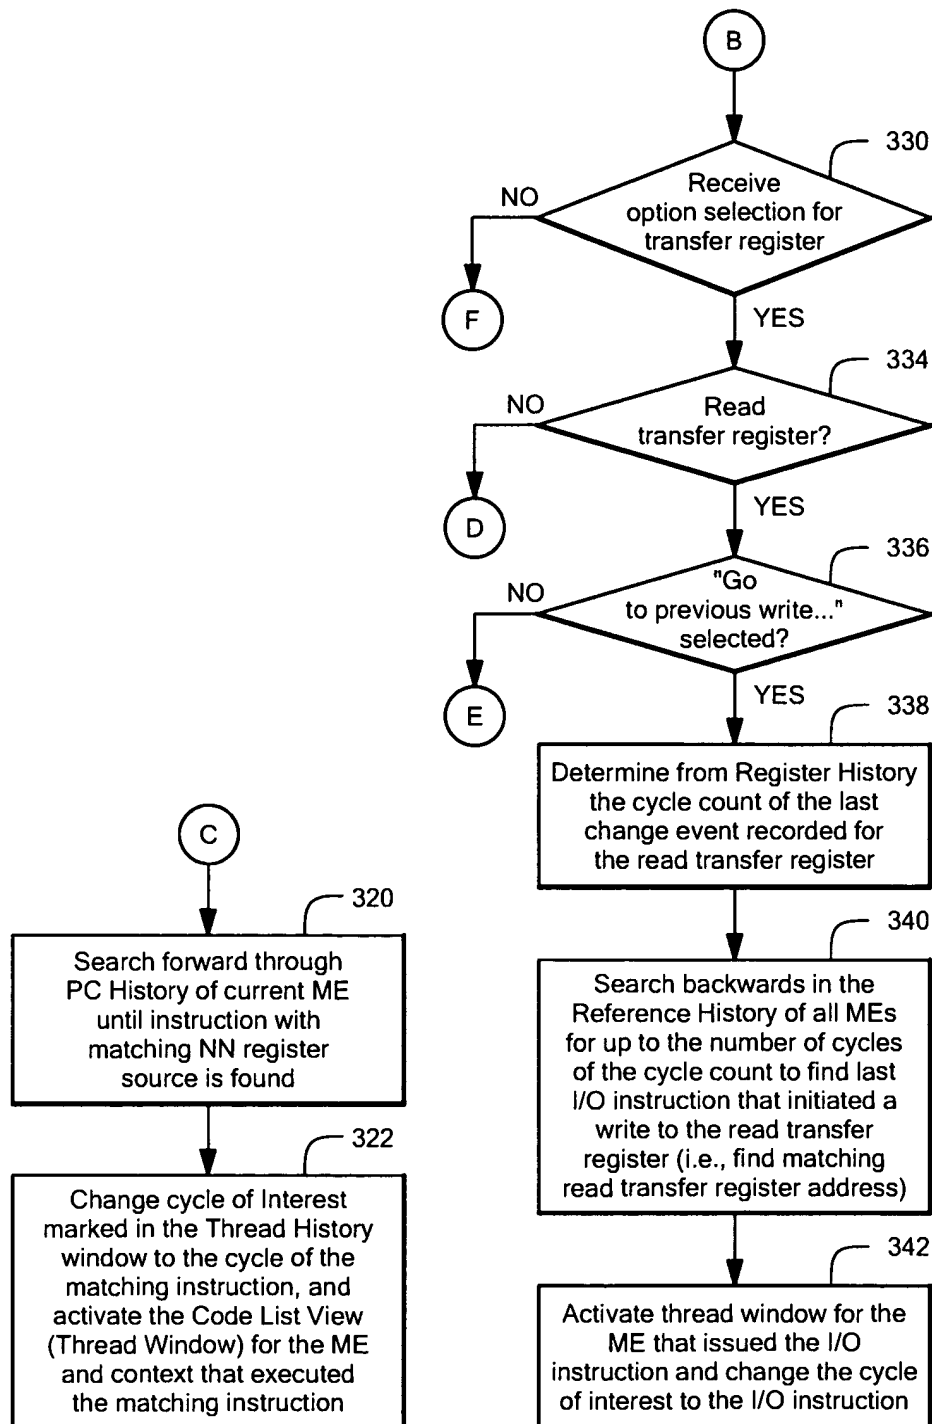 B
330
Receive
option selection for
transfer register
NO
F
YES
334
Read
transfer register?
NO
D
YES
336
"Go
to previous write..."
selected?
NO
E
YES
338
Determine from Register History
the cycle count of the last
change event recorded for
the read transfer register
340
Search backwards in the
Reference History of all MEs
for up to the number of cycles
of the cycle count to find last
I/O instruction that initiated a
write to the read transfer
register (i.e., find matching
read transfer register address)
342
Activate thread window for the
ME that issued the I/O
instruction and change the cycle
of interest to the I/O instruction
C
320
Search forward through
PC History of current ME
until instruction with
matching NN register
source is found
322
Change cycle of Interest
marked in the Thread History
window to the cycle of the
matching instruction, and
activate the Code List View
(Thread Window) for the ME
and context that executed
the matching instruction